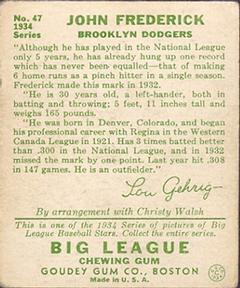 No. 47
1934
Series
JOHN FREDERICK
BROOKLYN DODGERS
"Although he has played in the National League
only 5 years, he has already hung up one record
which has never been equalled—that of making
6 home runs as a pinch hitter in a single season.
Frederick made this mark in 1932.
"He is 30 years old, a left-hander, both in
batting and throwing; 5 feet, 11 inches tall and
weighs 165 pounds.
"He was born in Denver, Colorado, and began
his professional career with Regina in the Western
Canada League in 1921. Has 3 times batted better
than .300 in the National League, and in 1932
missed the mark by one point. Last year hit .308
in 147 games. He is an outfielder."
Lou Gehrig
By arrangement with Christy Walsh
This is one of the 1934 Series of pictures of Big
League Baseball Stars. Collect the entire series.
BIG LEAGUE
CHEWING GUM
GOUDEY GUM CO., BOSTON
Made in U. S. A.